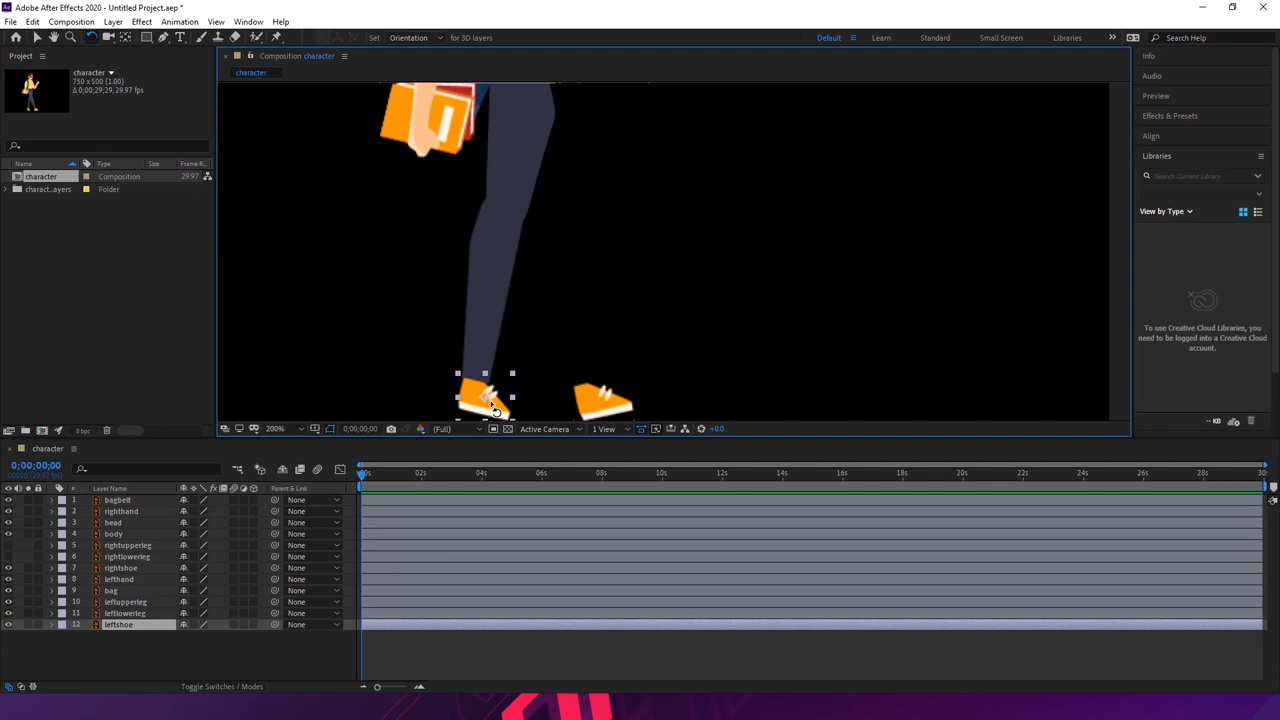 Adobe After Effects 2020 - Untitled Project.aep *
File Edit Composition Layer Effect Animation View Window Help
Set Orientation for 3D layers
Default Learn Standard Small Screen Libraries Search Help
Project
character
750 x 500 (1.00)
Δ 0;00;29;29, 29.97 fps
Name Type Size Frame R.
character Composition 29.97
charact...ayers Folder
8 bpc
Composition character
character
200% 0;00;00;00 (Full) Active Camera 1 View +0.0
Info
Audio
Preview
Effects & Presets
Align
Libraries
Search Current Library
View by Type
To use Creative Cloud Libraries, you
need to be logged into a Creative Cloud
account.
-- KB
character
0;00;00;00
00000 (29.97 fps)
# Layer Name Parent & Link
0s 02s 04s 06s 08s 10s 12s 14s 16s 18s 20s 22s 24s 26s 28s 30s
1 bagbelt None
2 righthand None
3 head None
4 body None
5 rightupperleg None
6 rightlowerleg None
7 rightshoe None
8 lefthand None
9 bag None
10 leftupperleg None
11 leftlowerleg None
12 leftshoe None
Toggle Switches / Modes